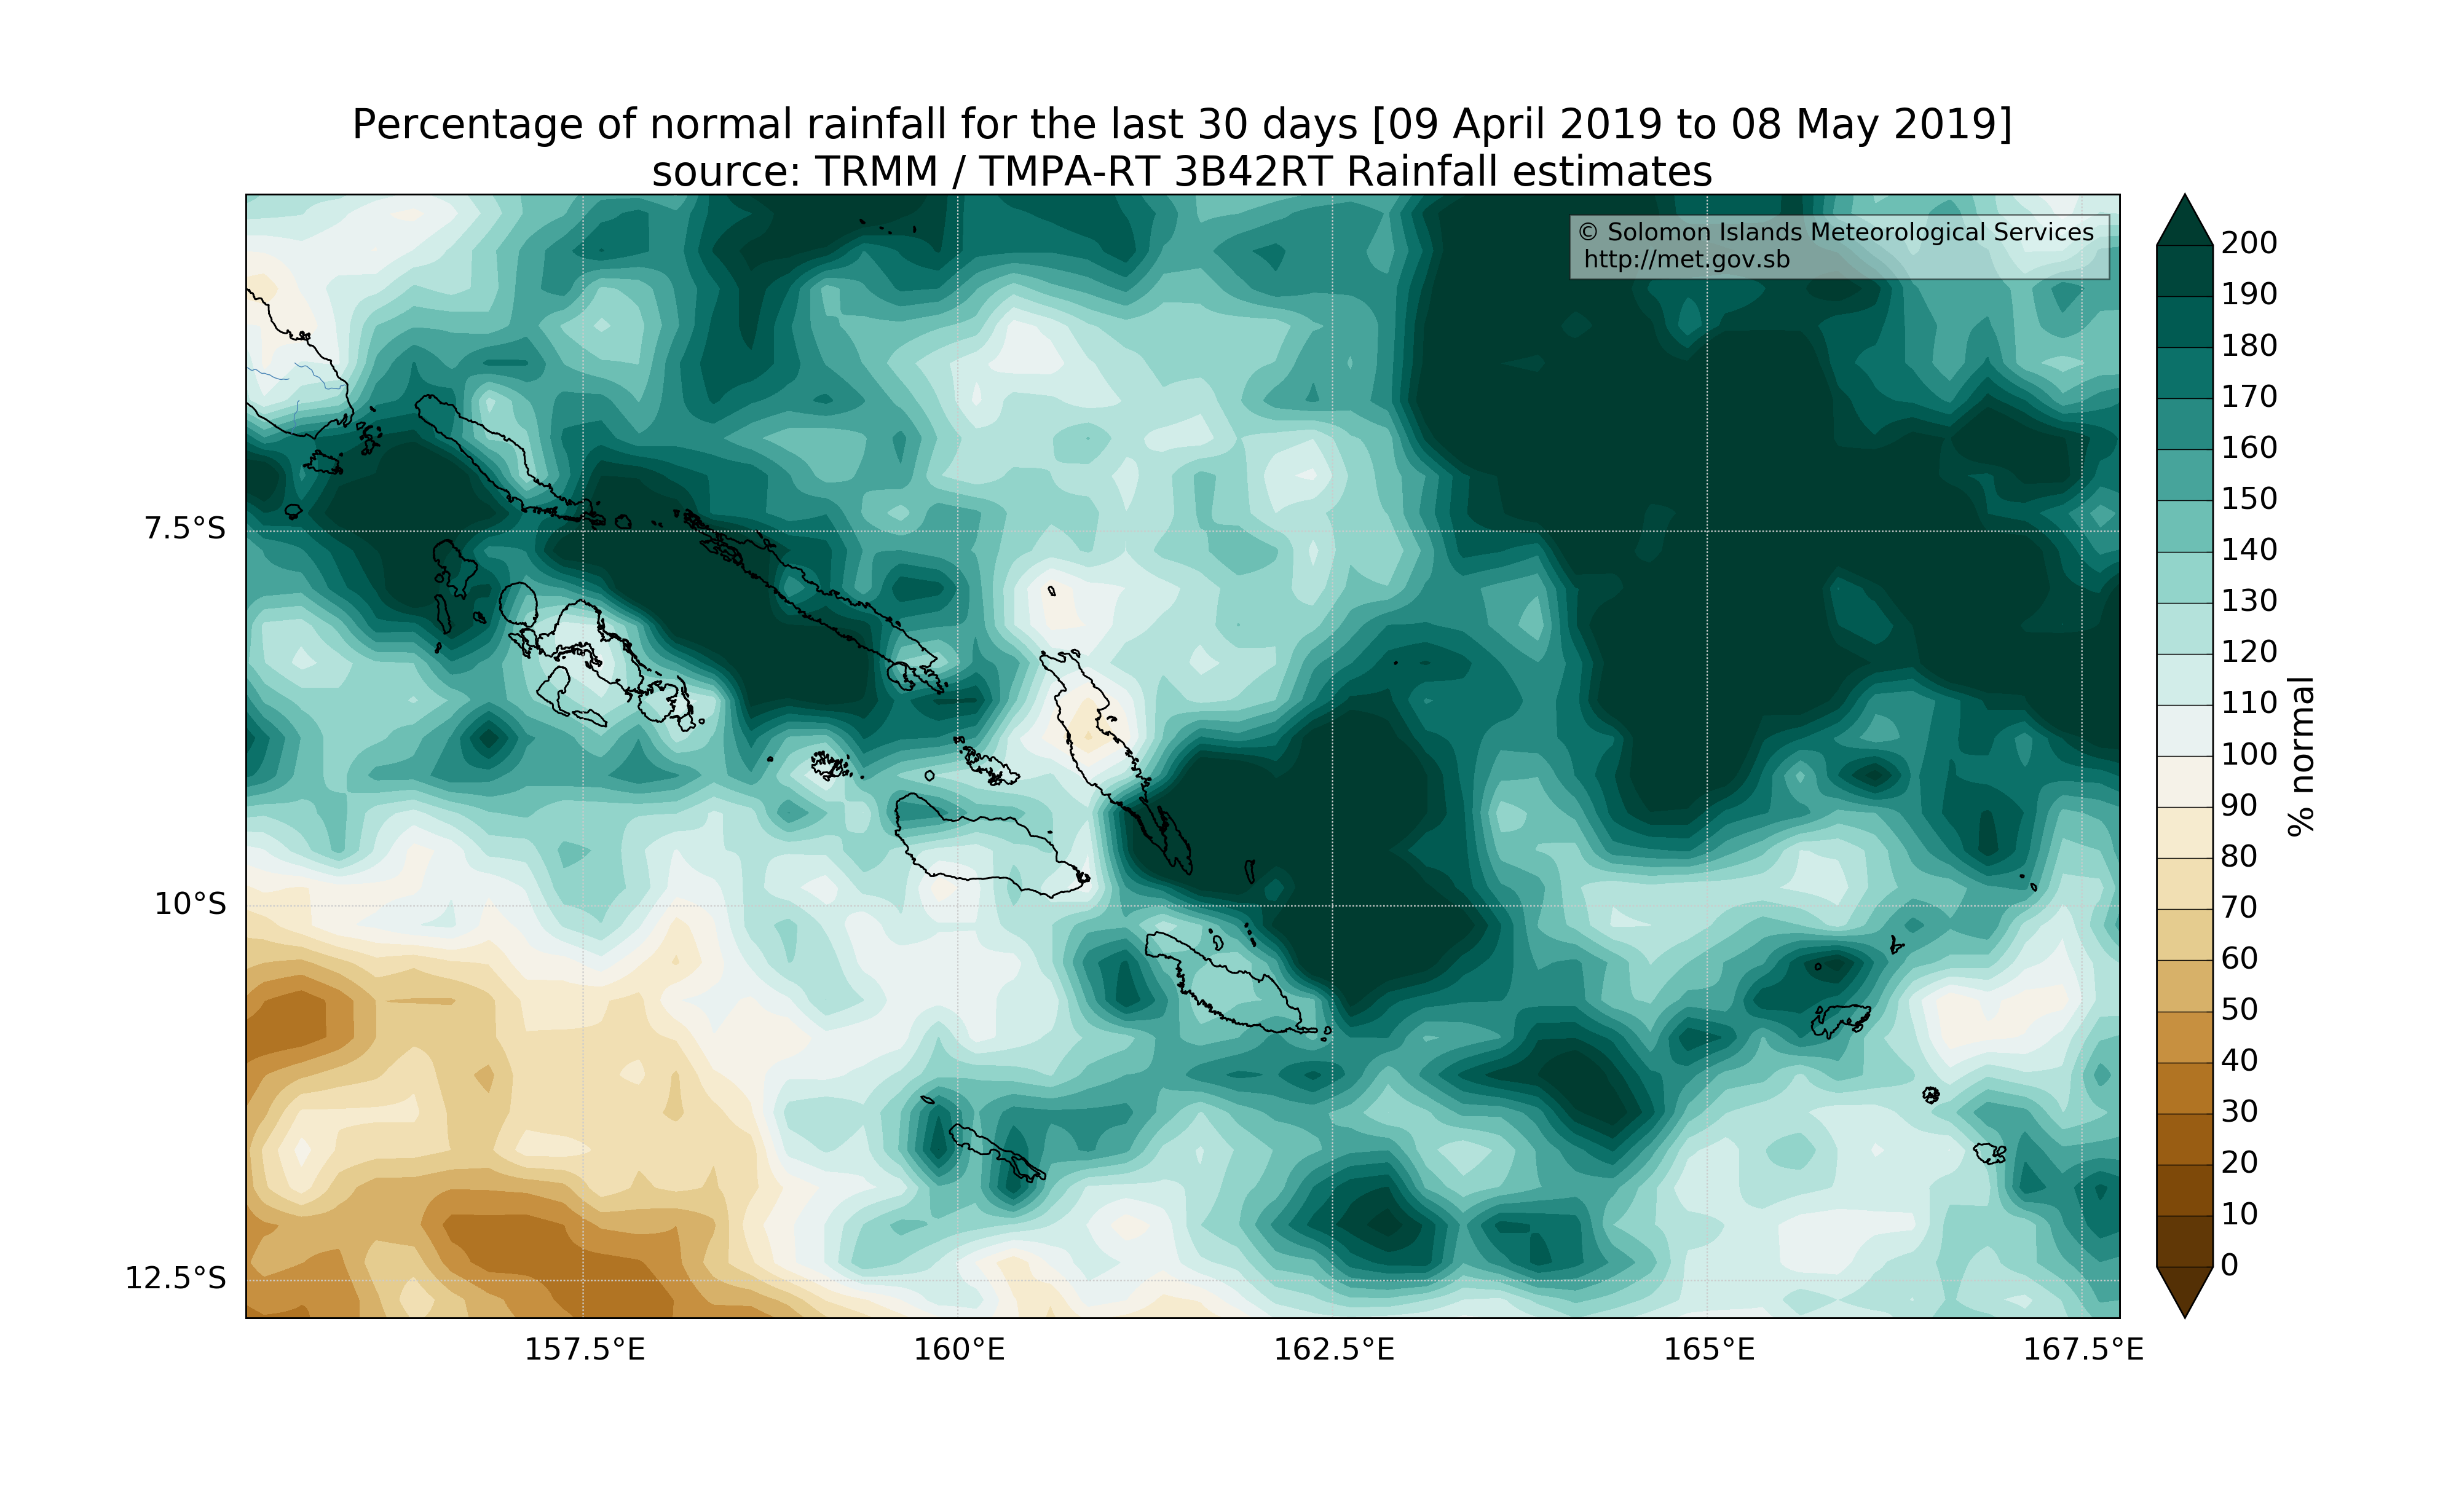 Percentage of normal rainfall for the last 30 days [09 April 2019 to 08 May 2019]
source: TRMM / TMPA-RT 3B42RT Rainfall estimates
© Solomon Islands Meteorological Services
http://met.gov.sb
7.5°S
10°S
12.5°S
157.5°E
160°E
162.5°E
165°E
167.5°E
200
190
180
170
160
150
140
130
120
110
100
90
80
70
60
50
40
30
20
10
0
% normal